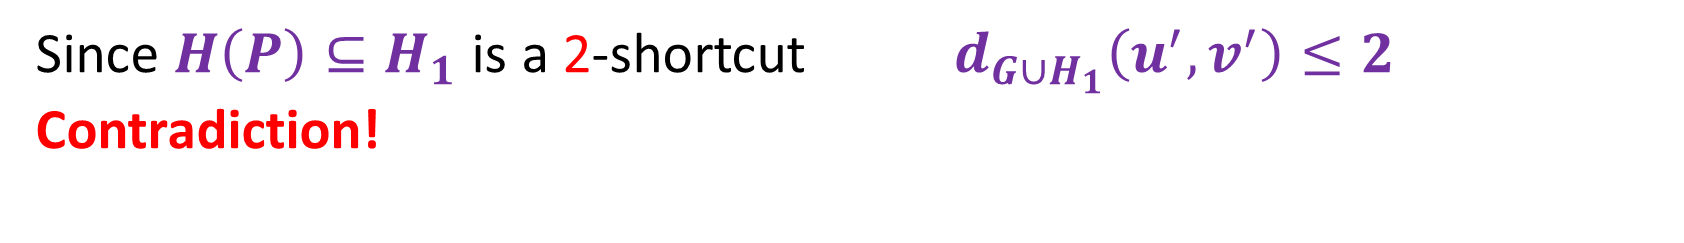 Since H(P) ⊆ H₁ is a 2-shortcut d_{G∪H₁}(u′, v′) ≤ 2
Contradiction!